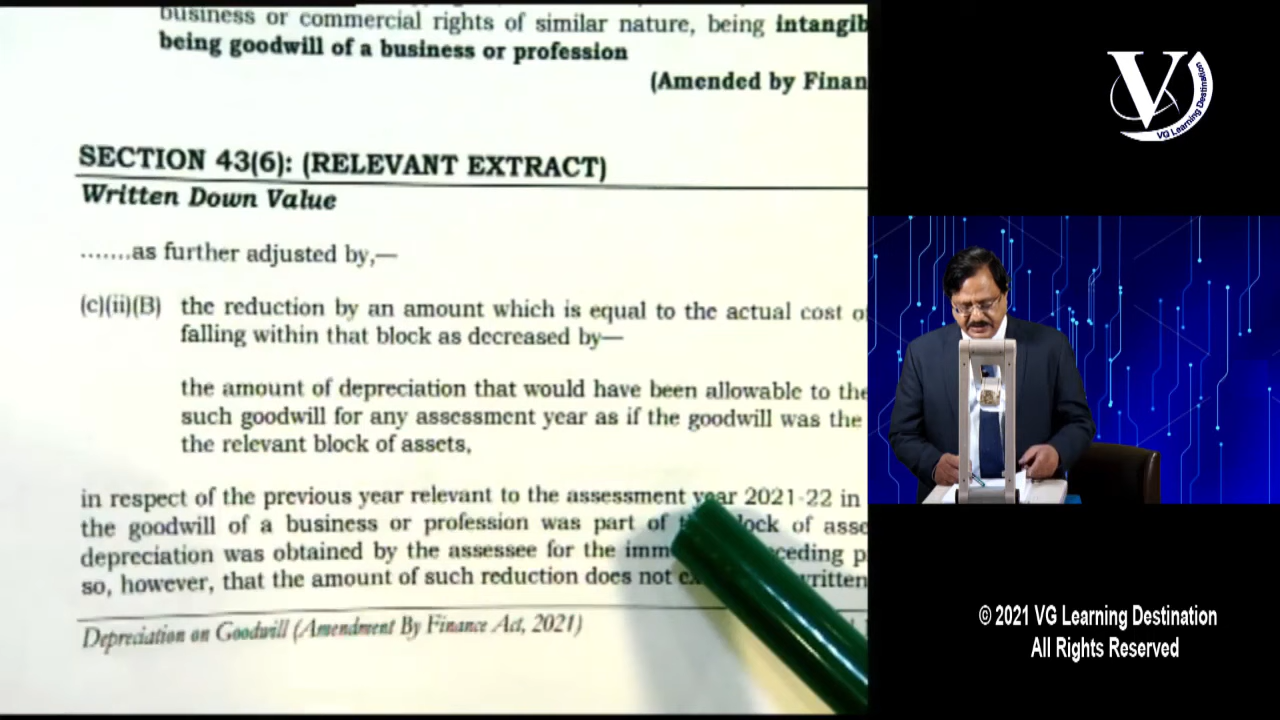 business or commercial rights of similar nature, being intangib
being goodwill of a business or profession
(Amended by Finan
SECTION 43(6): (RELEVANT EXTRACT)
Written Down Value
.......as further adjusted by,—
(c)(ii)(B) the reduction by an amount which is equal to the actual cost o
falling within that block as decreased by—
the amount of depreciation that would have been allowable to the
such goodwill for any assessment year as if the goodwill was the
the relevant block of assets,
in respect of the previous year relevant to the assessment year 2021-22 in
the goodwill of a business or profession was part of lock of asse
depreciation was obtained by the assessee for the imm ceding p
so, however, that the amount of such reduction does not written
Depreciation on Goodwill (Amendment By Finance Act, 2021)
V
VG Learning Destination
© 2021 VG Learning Destination
All Rights Reserved